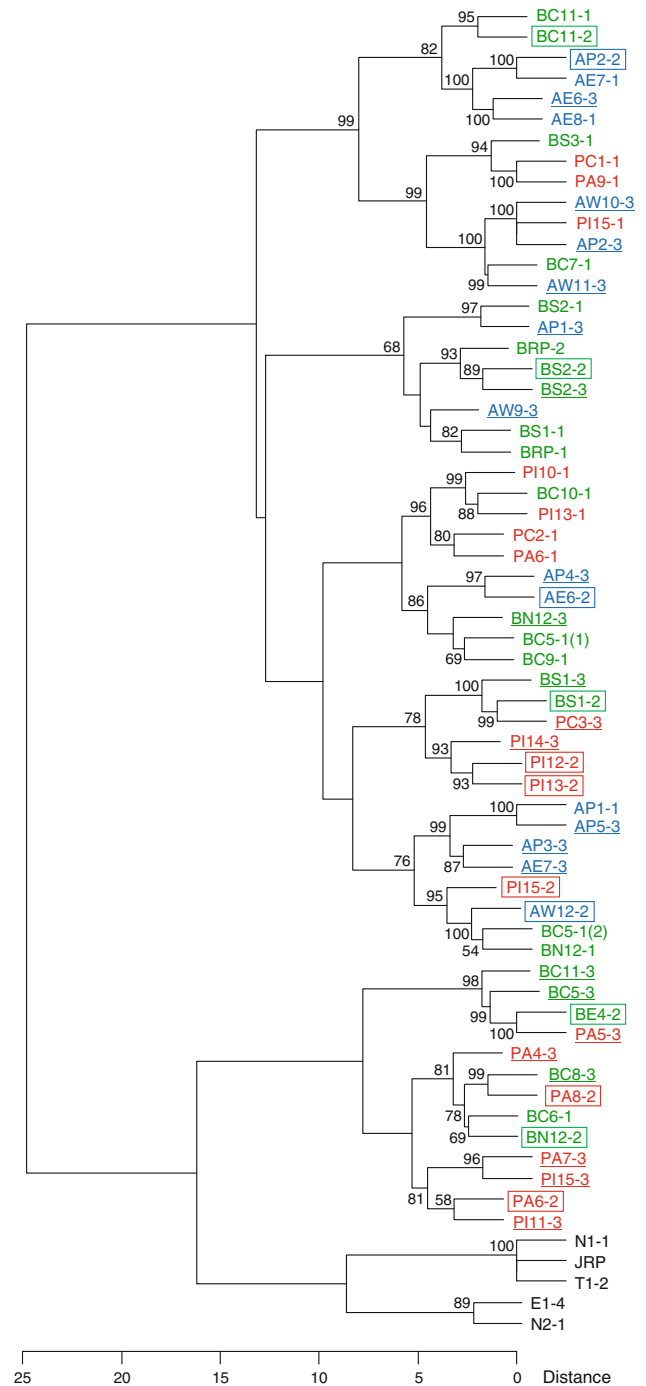 95 BC11-1
BC11-2
82
100 AP2-2
AE7-1
100
AE6-3
100 AE8-1
99
94 BS3-1
PC1-1
100 PA9-1
99
100 AW10-3
PI15-1
AP2-3
100
BC7-1
99 AW11-3
97 BS2-1
AP1-3
68
93 BRP-2
89 BS2-2
BS2-3
AW9-3
82 BS1-1
BRP-1
99 PI10-1
BC10-1
88 PI13-1
96
80 PC2-1
PA6-1
97 AP4-3
AE6-2
86
BN12-3
BC5-1(1)
69 BC9-1
100 BS1-3
BS1-2
99 PC3-3
78
93 PI14-3
PI12-2
93 PI13-2
100 AP1-1
AP5-3
99
AP3-3
87 AE7-3
76
95 PI15-2
AW12-2
100 BC5-1(2)
54 BN12-1
98 BC11-3
BC5-3
99 BE4-2
100 PA5-3
81 PA4-3
99 BC8-3
PA8-2
78 BC6-1
69 BN12-2
96 PA7-3
PI15-3
81 58 PA6-2
PI11-3
100 N1-1
JRP
T1-2
89 E1-4
N2-1
25 20 15 10 5 0 Distance